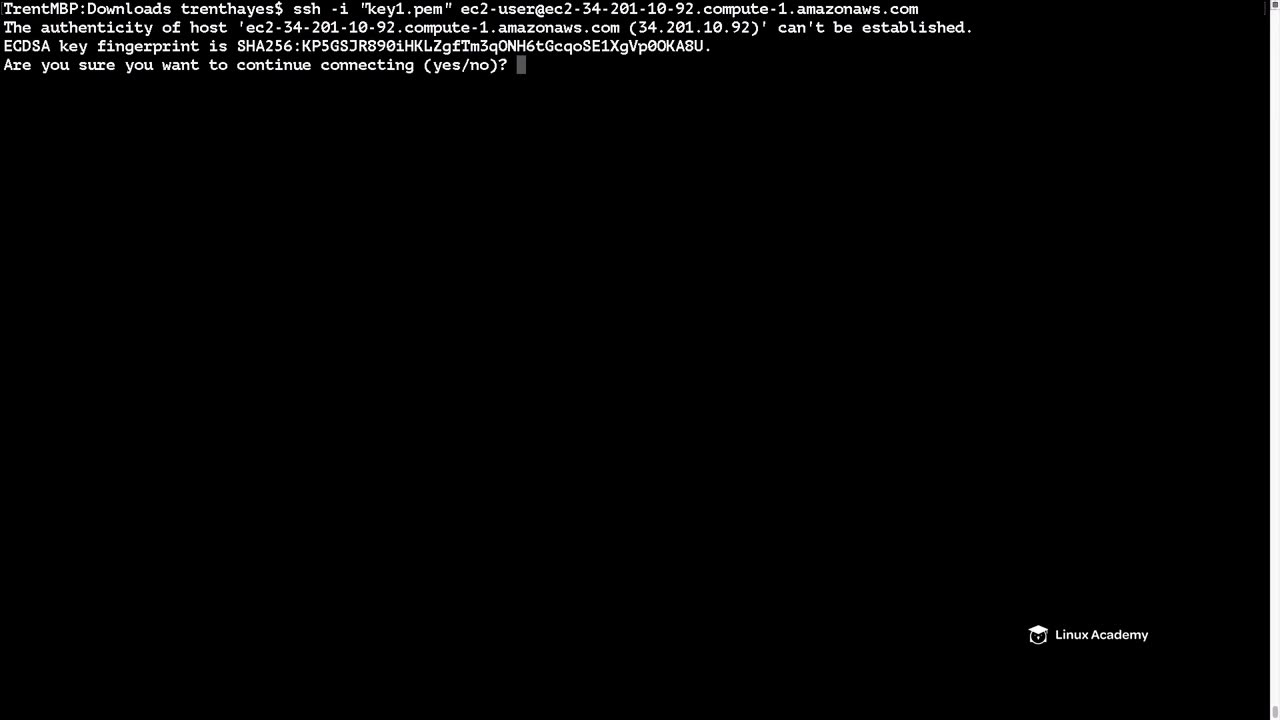 TrentMBP:Downloads trenthayes$ ssh -i "key1.pem" ec2-user@ec2-34-201-10-92.compute-1.amazonaws.com
The authenticity of host 'ec2-34-201-10-92.compute-1.amazonaws.com (34.201.10.92)' can't be established.
ECDSA key fingerprint is SHA256:KP5GSJR890iHKLZgfTm3qONH6tGcqoSE1XgVp0OKA8U.
Are you sure you want to continue connecting (yes/no)?
Linux Academy